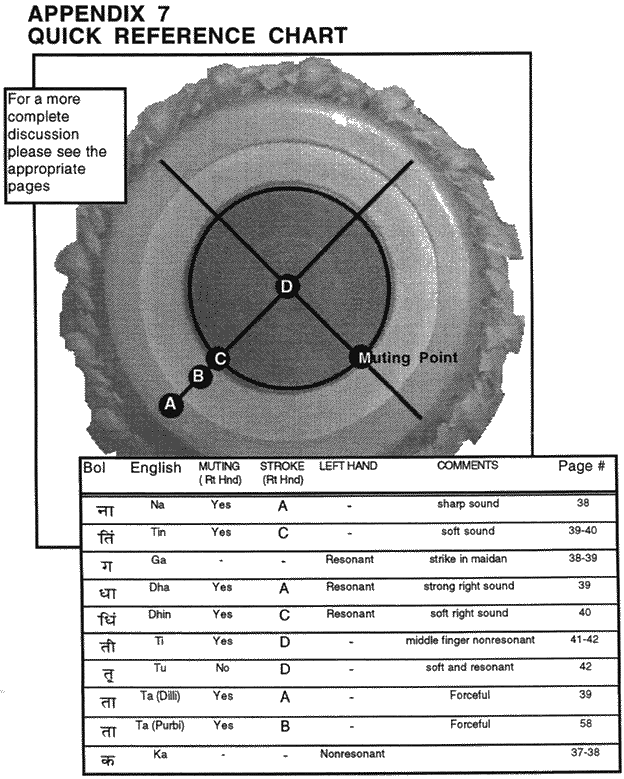 APPENDIX 7
QUICK REFERENCE CHART
For a more
complete
discussion
please see the
appropriate
pages
D
C
Muting Point
B
A
Bol English MUTING (Rt Hnd) STROKE (Rt Hnd) LEFT HAND COMMENTS Page #
ना Na Yes A - sharp sound 38
तिं Tin Yes C - soft sound 39-40
ग Ga - - Resonant strike in maidan 38-39
धा Dha Yes A Resonant strong right sound 39
धिं Dhin Yes C Resonant soft right sound 40
ती Ti Yes D - middle finger nonresonant 41-42
तू Tu No D - soft and resonant 42
ता Ta (Dilli) Yes A - Forceful 39
ता Ta (Purbi) Yes B - Forceful 58
क Ka - - Nonresonant 37-38